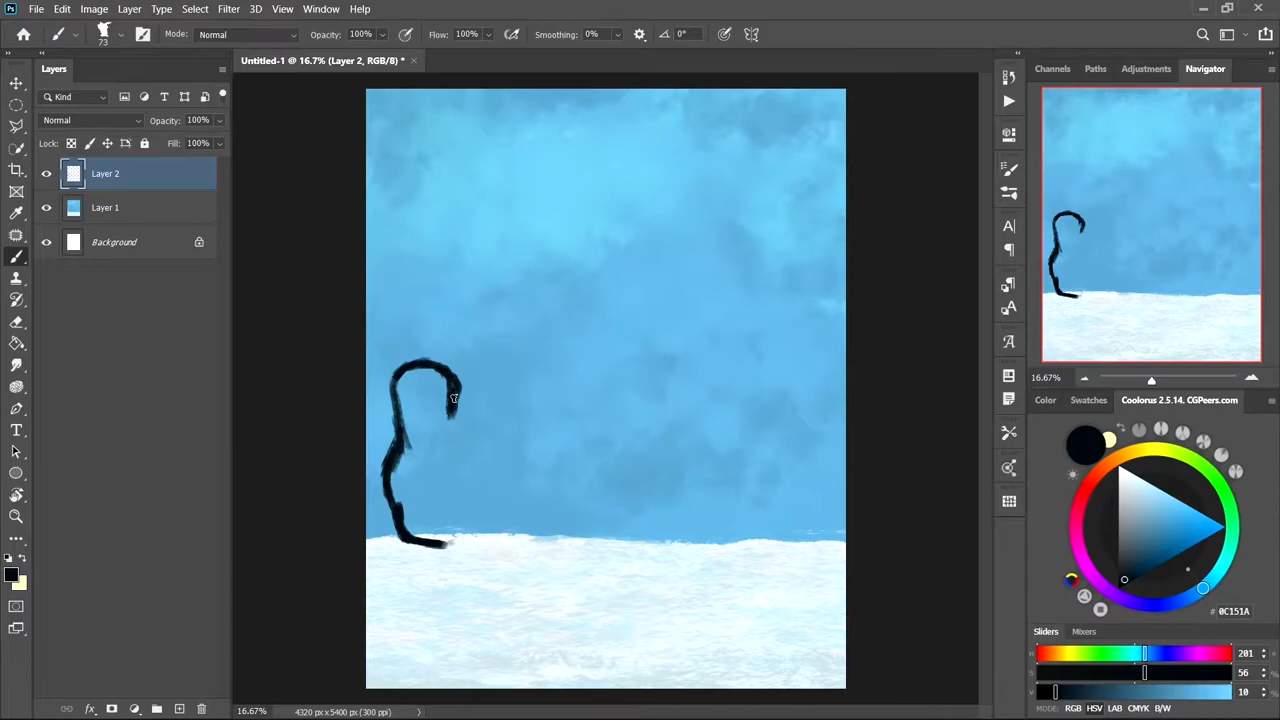 Ps File Edit Image Layer Type Select Filter 3D View Window Help
73 Mode: Normal Opacity: 100% Flow: 100% Smoothing: 0% 0°
Layers
Untitled-1 @ 16.7% (Layer 2, RGB/8) *
Channels Paths Adjustments Navigator
Kind
Normal Opacity: 100%
Lock: Fill: 100%
Layer 2
Layer 1
Background
16.67%
Color Swatches Coolorus 2.5.14. CGPeers.com
# 0C151A
Sliders Mixers
H 201
S 56 %
V 10 %
MODE: RGB HSV LAB CMYK B/W
16.67% 4320 px x 5400 px (300 ppi)